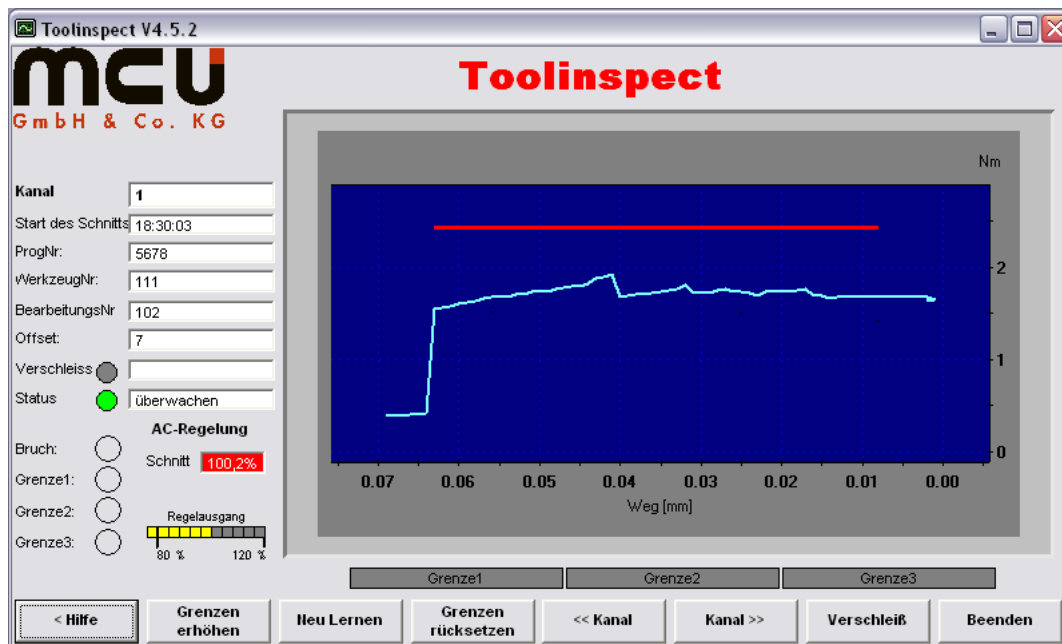 Toolinspect V4.5.2
mcu
GmbH & Co. KG
Toolinspect
Kanal 1
Start des Schnitts 18:30:03
ProgNr: 5678
WerkzeugNr: 111
BearbeitungsNr 102
Offset: 7
Verschleiss
Status überwachen
AC-Regelung
Bruch:
Schnitt 100,2%
Grenze1:
Grenze2:
Regelausgang
Grenze3:
80 % 120 %
Nm
2
1
0
0.07 0.06 0.05 0.04 0.03 0.02 0.01 0.00
Weg [mm]
Grenze1 Grenze2 Grenze3
< Hilfe
Grenzen
erhöhen
Neu Lernen
Grenzen
rücksetzen
<< Kanal
Kanal >>
Verschleiß
Beenden